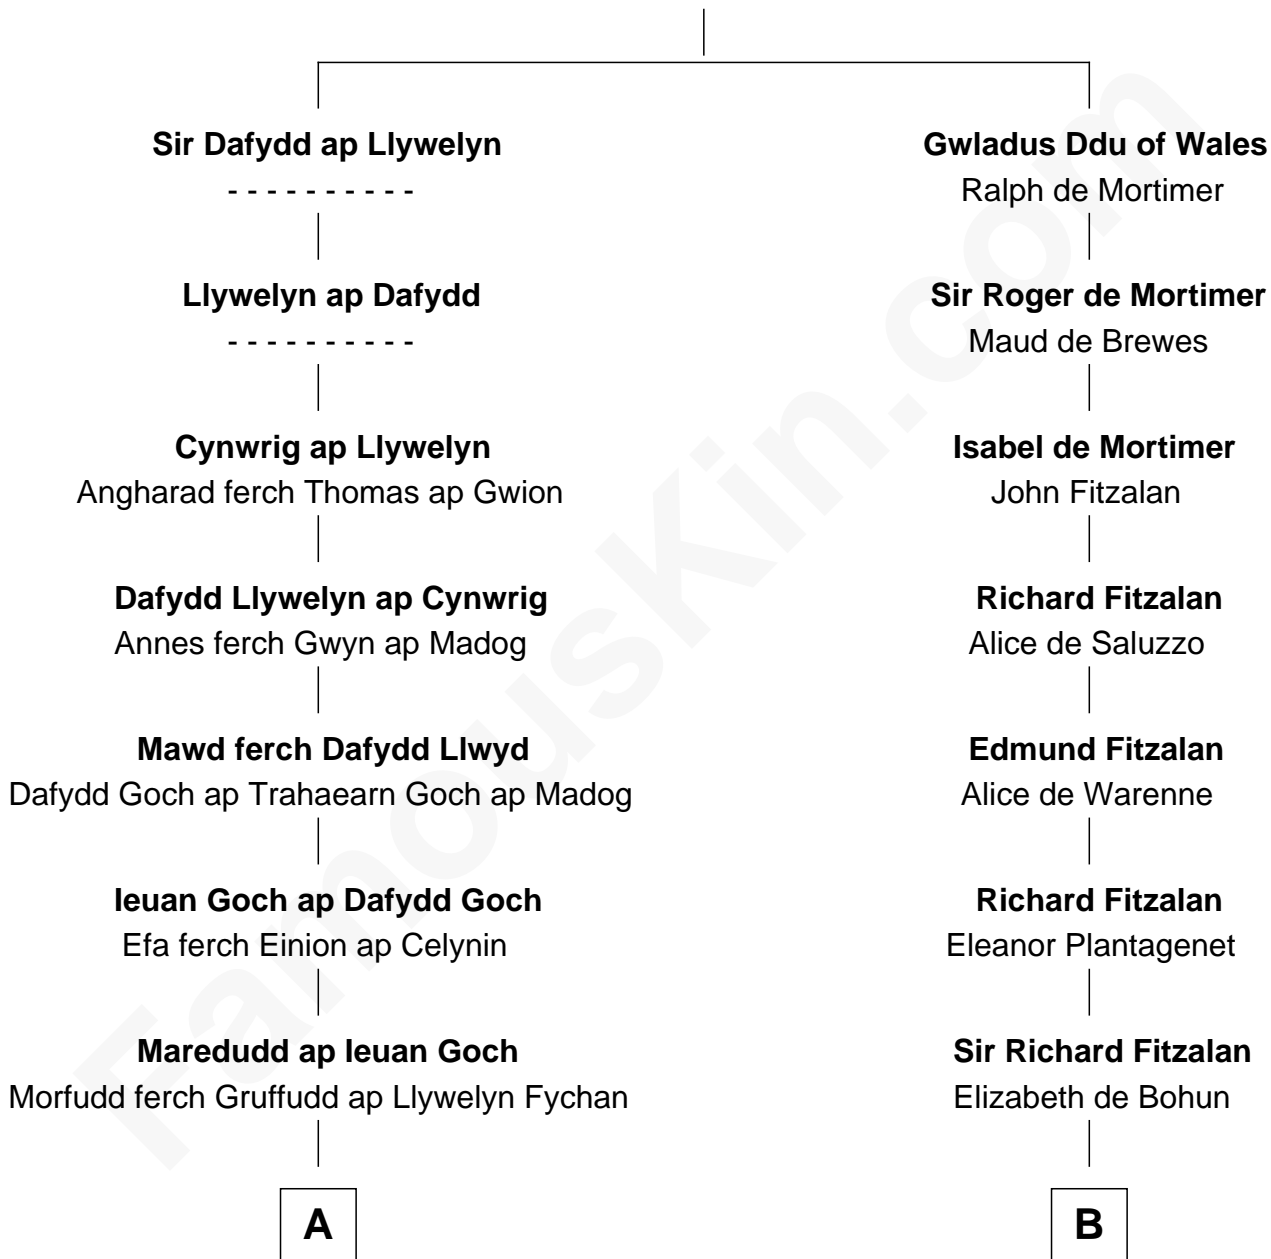 Sir Dafydd ap Llywelyn
- - - - - - - - - -
Llywelyn ap Dafydd
- - - - - - - - - -
Cynwrig ap Llywelyn
Angharad ferch Thomas ap Gwion
Dafydd Llywelyn ap Cynwrig
Annes ferch Gwyn ap Madog
Mawd ferch Dafydd Llwyd
Dafydd Goch ap Trahaearn Goch ap Madog
Ieuan Goch ap Dafydd Goch
Efa ferch Einion ap Celynin
Maredudd ap Ieuan Goch
Morfudd ferch Gruffudd ap Llywelyn Fychan
A
Gwladus Ddu of Wales
Ralph de Mortimer
Sir Roger de Mortimer
Maud de Brewes
Isabel de Mortimer
John Fitzalan
Richard Fitzalan
Alice de Saluzzo
Edmund Fitzalan
Alice de Warenne
Richard Fitzalan
Eleanor Plantagenet
Sir Richard Fitzalan
Elizabeth de Bohun
B
FamousKin.com